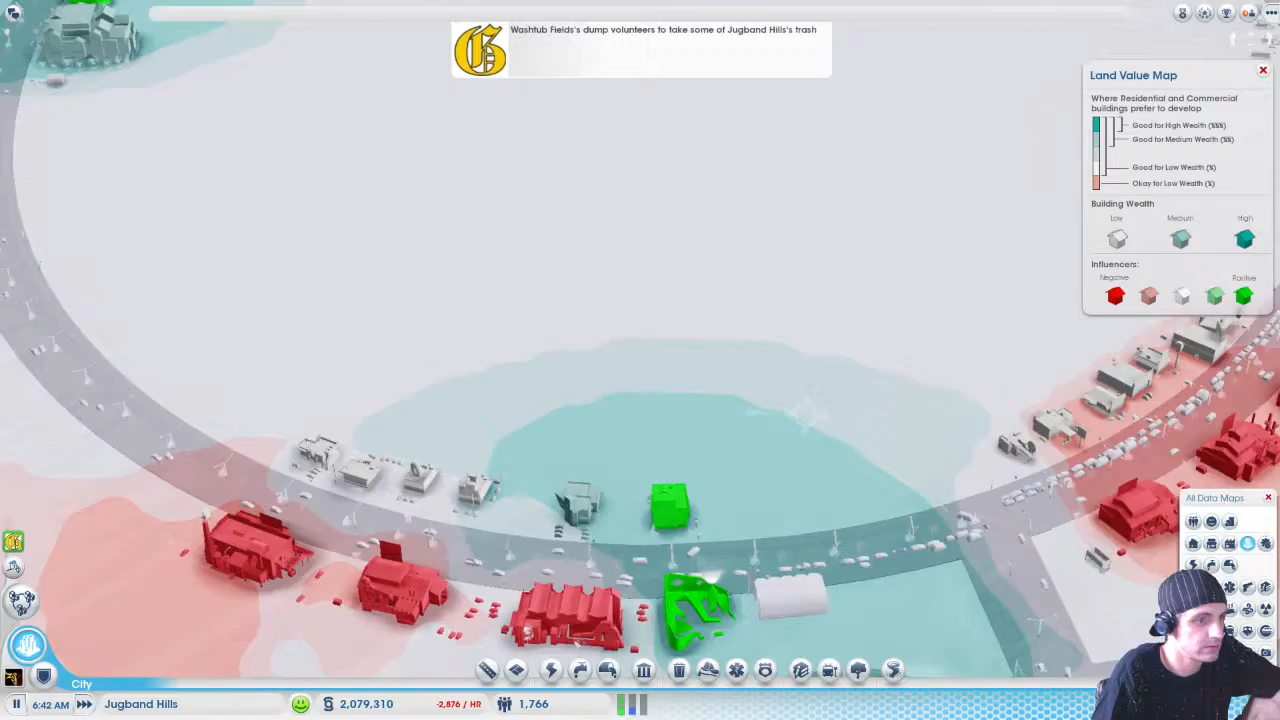 G
Washtub Fields's dump volunteers to take some of Jugband Hills's trash
Land Value Map
Where Residential and Commercial
buildings prefer to develop
Good for High Wealth ($$$)
Good for Medium Wealth ($$)
Good for Low Wealth ($)
Okay for Low Wealth ($)
Building Wealth
Low Medium High
Influencers:
Negative Positive
All Data Maps
City
6:42 AM Jugband Hills 2,079,310 -2,876 / HR 1,766